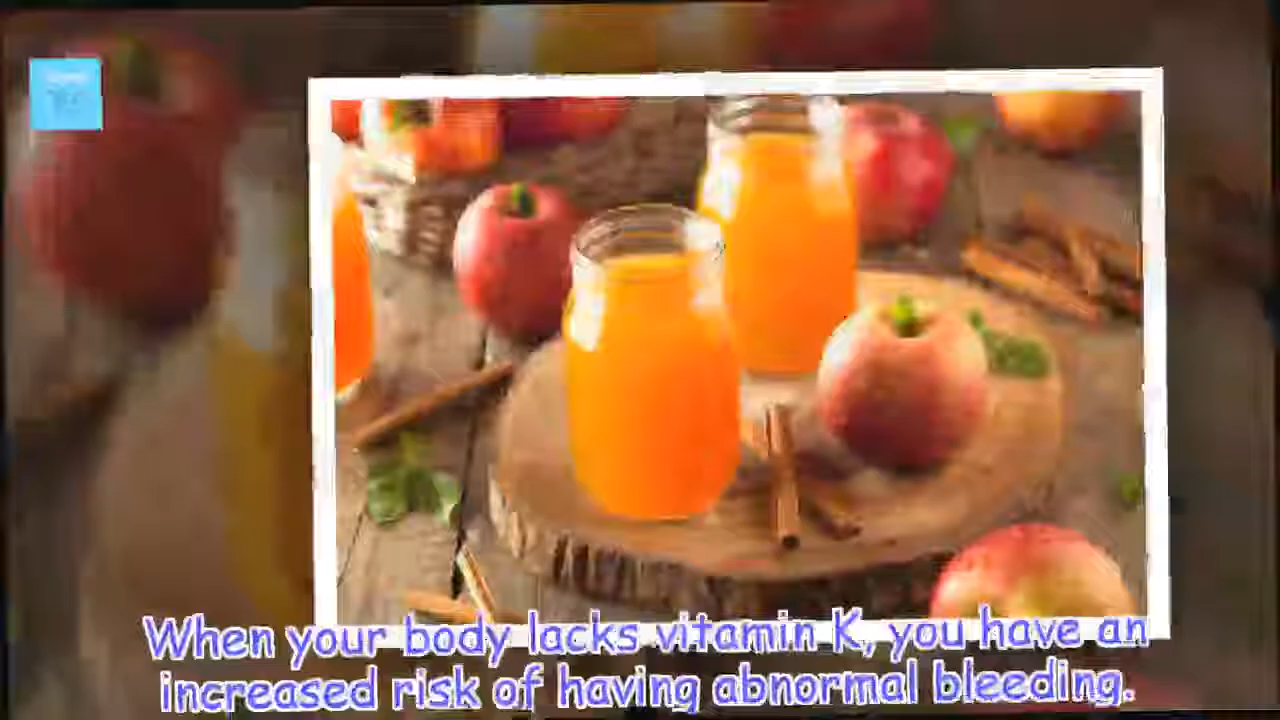 When your body lacks vitamin K, you have an
increased risk of having abnormal bleeding.